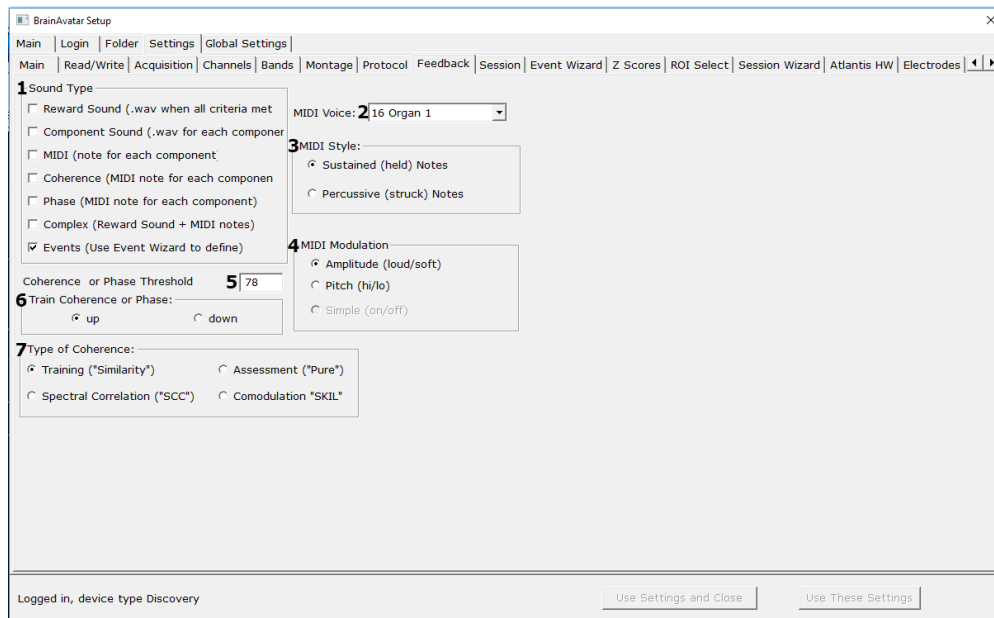 BrainAvatar Setup
Main Login Folder Settings Global Settings
Main Read/Write Acquisition Channels Bands Montage Protocol Feedback Session Event Wizard Z Scores ROI Select Session Wizard Atlantis HW Electrodes
1 Sound Type
Reward Sound (.wav when all criteria met
Component Sound (.wav for each componer
MIDI (note for each component)
Coherence (MIDI note for each componen
Phase (MIDI note for each component)
Complex (Reward Sound + MIDI notes)
Events (Use Event Wizard to define)
MIDI Voice: 2 16 Organ 1
3 MIDI Style:
Sustained (held) Notes
Percussive (struck) Notes
4 MIDI Modulation
Amplitude (loud/soft)
Pitch (hi/lo)
Simple (on/off)
Coherence or Phase Threshold 5 78
6 Train Coherence or Phase:
up down
7 Type of Coherence:
Training ("Similarity") Assessment ("Pure")
Spectral Correlation ("SCC") Comodulation "SKIL"
Logged in, device type Discovery Use Settings and Close Use These Settings